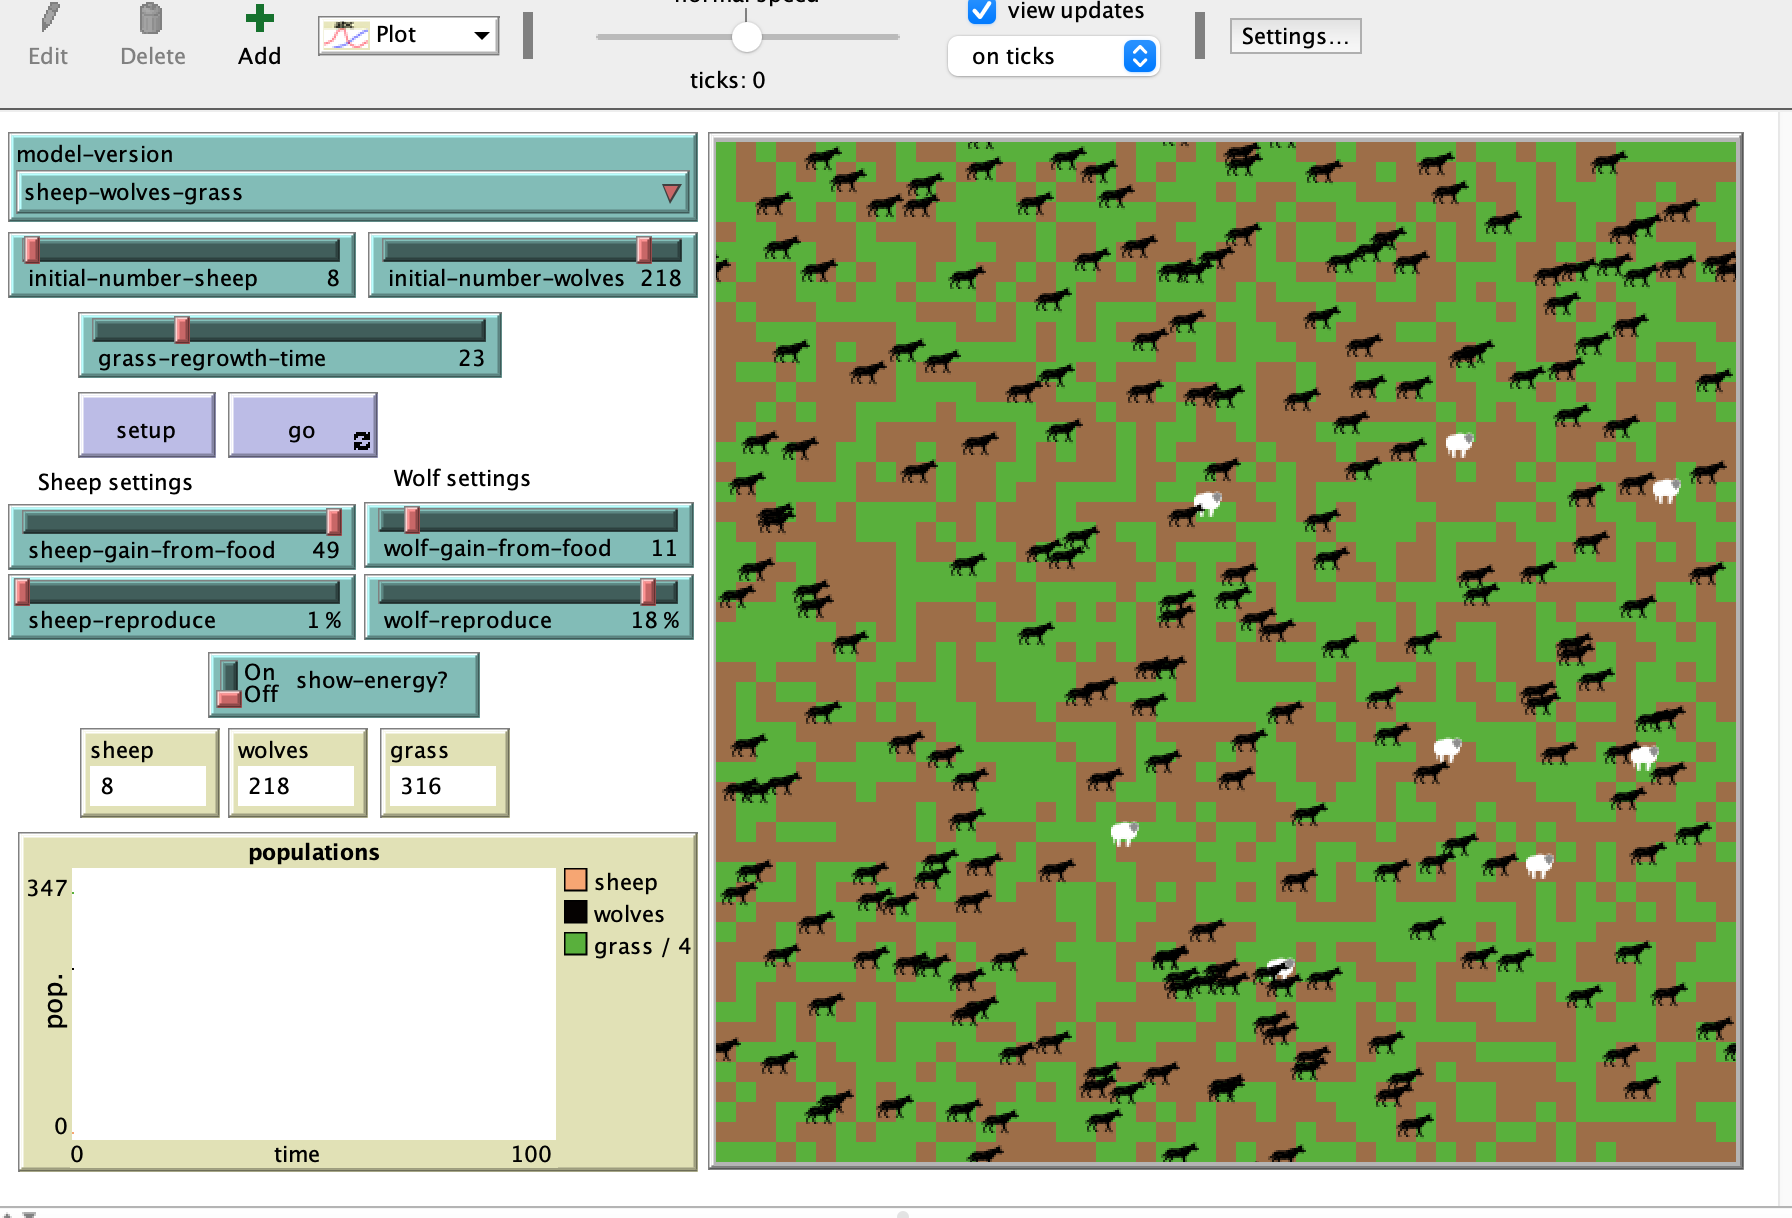 normal speed
view updates
Edit
Delete
Add
abc
Plot
on ticks
Settings...
ticks: 0
model-version
sheep-wolves-grass
initial-number-sheep 8
initial-number-wolves 218
grass-regrowth-time 23
setup
go
Sheep settings
Wolf settings
sheep-gain-from-food 49
wolf-gain-from-food 11
sheep-reproduce 1 %
wolf-reproduce 18 %
On
Off
show-energy?
sheep
8
wolves
218
grass
316
populations
347
pop.
0
0
time
100
sheep
wolves
grass / 4